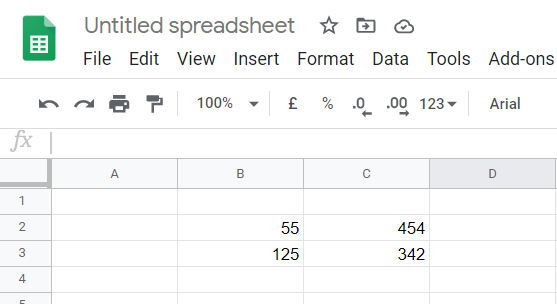 Untitled spreadsheet
File Edit View Insert Format Data Tools Add-ons
100% £ % .0 .00 123 Arial
fx
A B C D
1
2 55 454
3 125 342
4
5